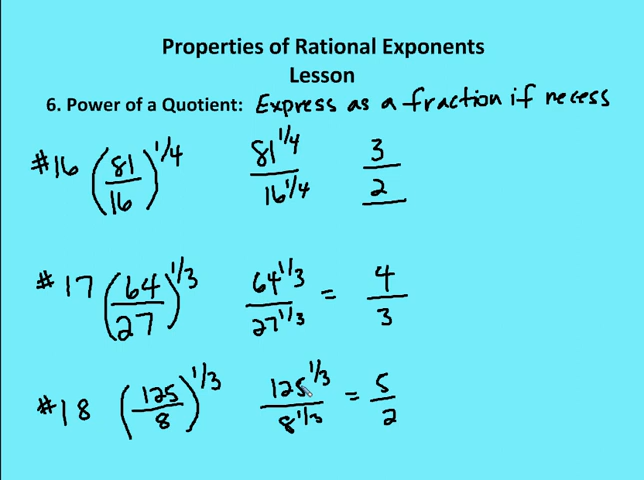 Properties of Rational Exponents
Lesson
6. Power of a Quotient: Express as a fraction if necess
#16 (81/16)^1/4 81^1/4/16^1/4 3/2
#17 (64/27)^1/3 64^1/3/27^1/3 = 4/3
#18 (125/8)^1/3 125^1/3/8^1/3 = 5/2